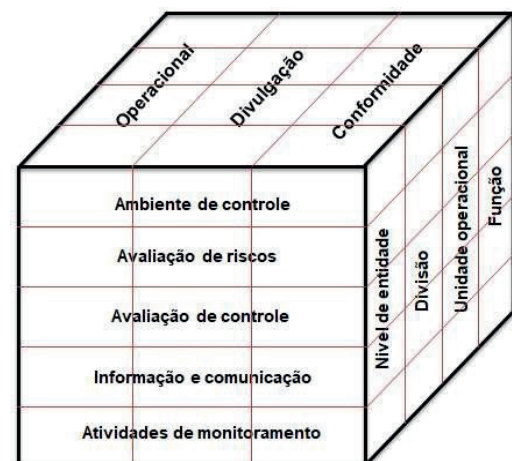 Operacional
Divulgação
Conformidade
Ambiente de controle
Avaliação de riscos
Avaliação de controle
Informação e comunicação
Atividades de monitoramento
Nivel de entidade
Divisão
Unidade operacional
Função